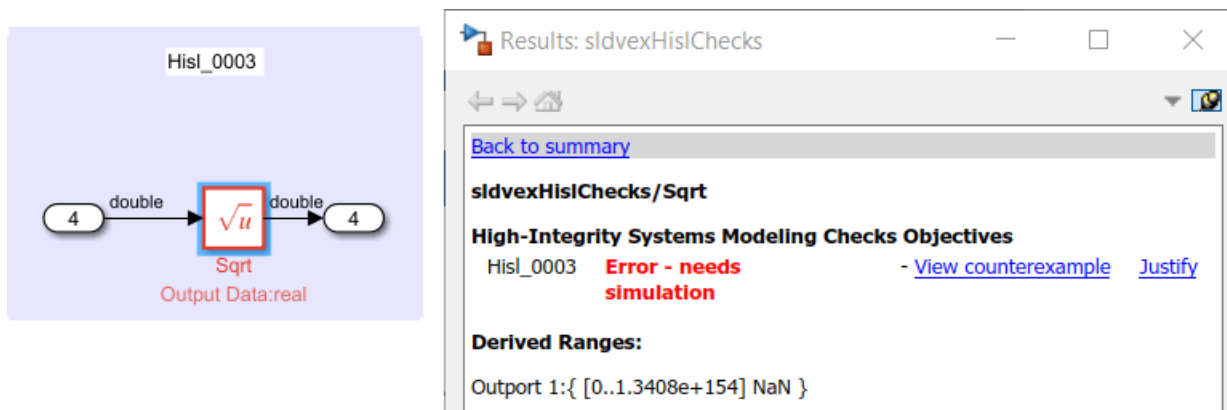 Hisl_0003
double
double
4
√u
4
Sqrt
Output Data:real
Results: sldvexHislChecks
Back to summary
sldvexHislChecks/Sqrt
High-Integrity Systems Modeling Checks Objectives
Hisl_0003 Error - needs - View counterexample Justify
simulation
Derived Ranges:
Outport 1:{ [0..1.3408e+154] NaN }